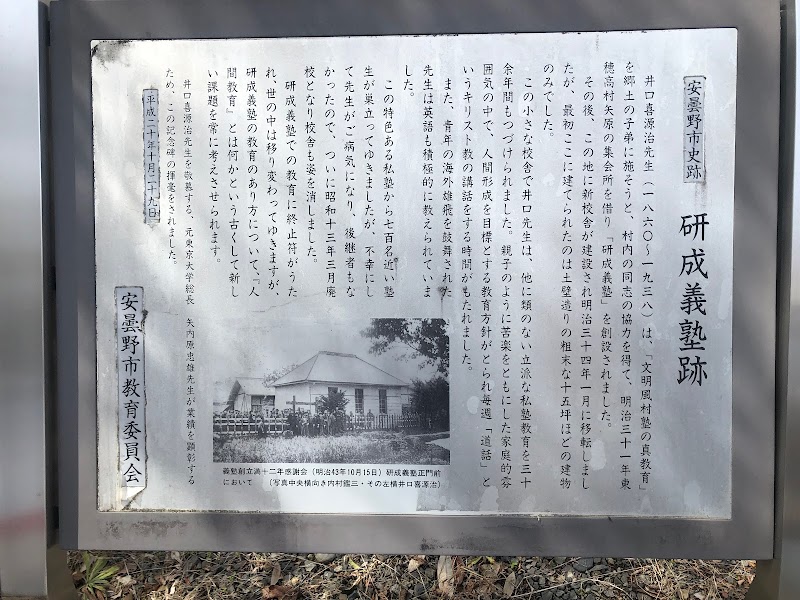 安曇野市史跡
研成義塾跡
井口喜源治先生(一八六〇〜一九三八)は、「文明風村塾の真教育」
を郷土の子弟に施そうと、村内の同志の協力を得て、明治三十一年東
穂高村矢原の集会所を借り「研成義塾」を創設されました。
その後、この地に新校舎が建設され明治三十四年一月に移転しまし
たが、最初ここに建てられたのは土壁造りの粗末な十五坪ほどの建物
のみでした。
この小さな校舎で井口先生は、他に類のない立派な私塾教育を三十
余年間もつづけられました。親子のように苦楽をともにした家庭的雰
囲気の中で、人間形成を目標とする教育方針がとられ毎週「道話」と
いうキリスト教の講話をする時間がもたれました。
また、青年の海外雄飛を鼓舞された
先生は英語も積極的に教えられていま
した。
この特色ある私塾から七百名近い塾
生が巣立ってゆきましたが、不幸にし
て先生がご病気になり、後継者もな
かったので、ついに昭和十三年三月廃
校となり校舎も姿を消しました。
研成義塾での教育に終止符がうた
れ、世の中は移り変わってゆきますが、
研成義塾の教育のあり方について、「人
間教育」とは何かという古くして新し
い課題を常に考えさせられます。
井口喜源治先生を敬慕する、元東京大学総長 矢内原忠雄先生が業績を顕彰する
ため、この記念碑の揮毫をされました。
平成二十年十月二十九日
安曇野市教育委員会
義塾創立満十二年感謝会(明治43年10月15日)研成義塾正門前
において (写真中央横向き内村鑑三・その左横井口喜源治)